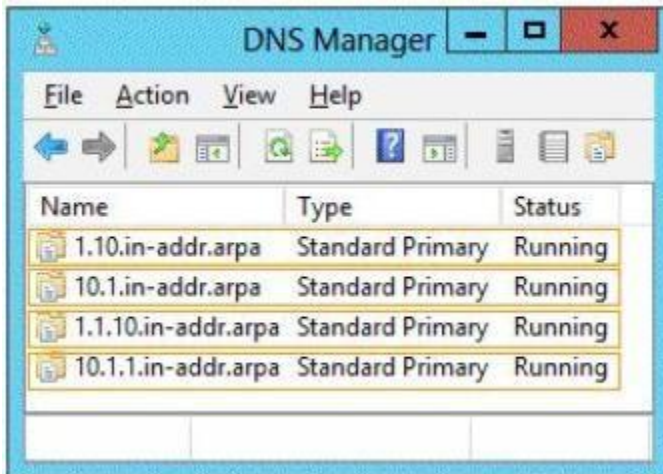 DNS Manager
File Action View Help
Name Type Status
1.10.in-addr.arpa Standard Primary Running
10.1.in-addr.arpa Standard Primary Running
1.1.10.in-addr.arpa Standard Primary Running
10.1.1.in-addr.arpa Standard Primary Running